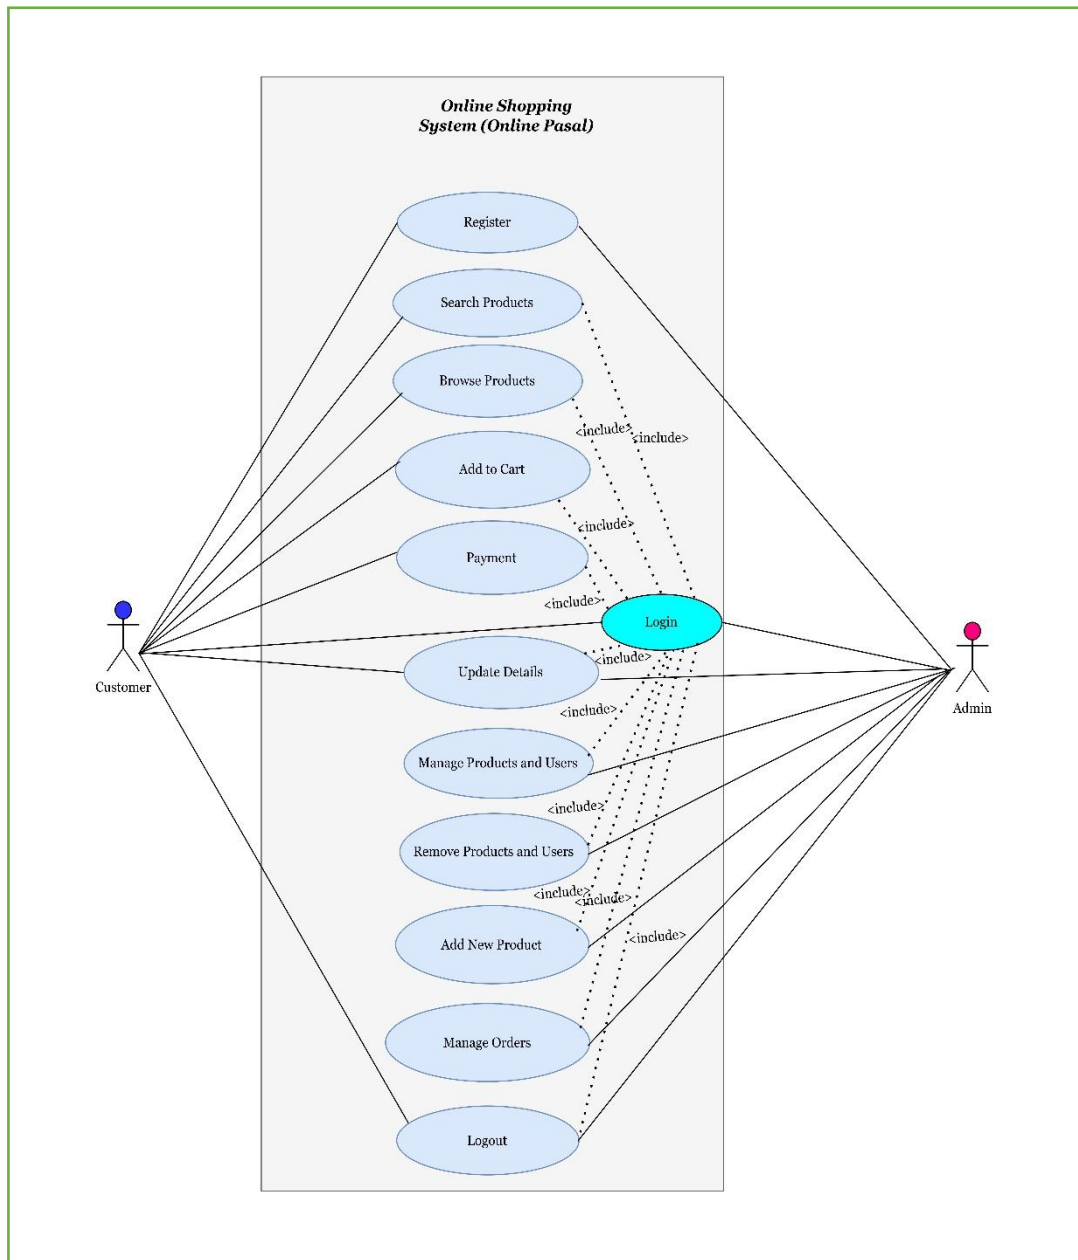 Online Shopping
System (Online Pasal)
Register
Search Products
Browse Products
<include>
<include>
Add to Cart
<include>
Payment
<include>
Login
<include>
Update Details
Customer
Admin
<include>
Manage Products and Users
<include>
Remove Products and Users
<include>
<include>
<include>
Add New Product
Manage Orders
Logout